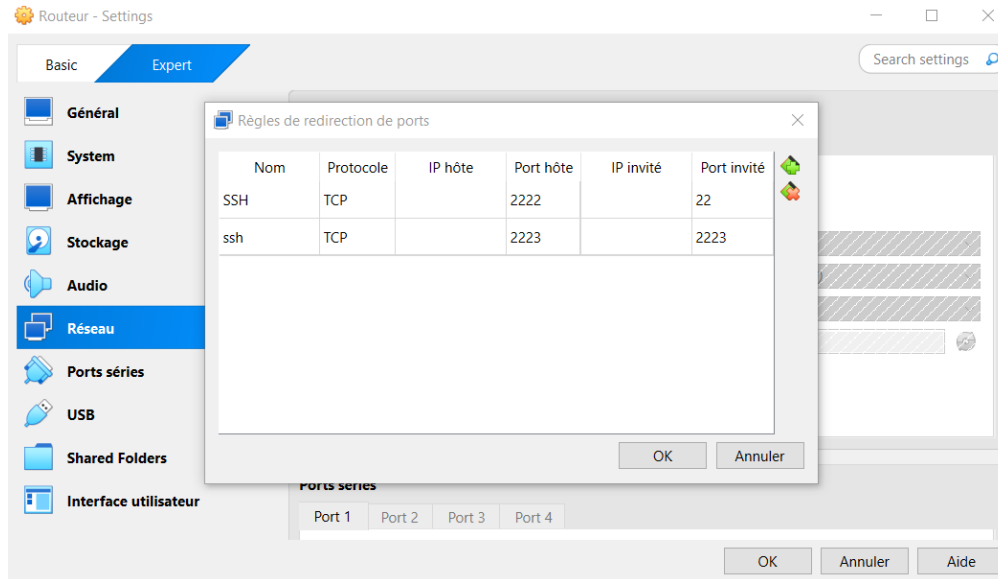 Routeur - Settings
Basic
Expert
Search settings
Général
System
Affichage
Stockage
Audio
Réseau
Ports séries
USB
Shared Folders
Interface utilisateur
Règles de redirection de ports
Nom Protocole IP hôte Port hôte IP invité Port invité
SSH TCP 2222 22
ssh TCP 2223 2223
OK Annuler
Ports séries
Port 1 Port 2 Port 3 Port 4
OK Annuler Aide